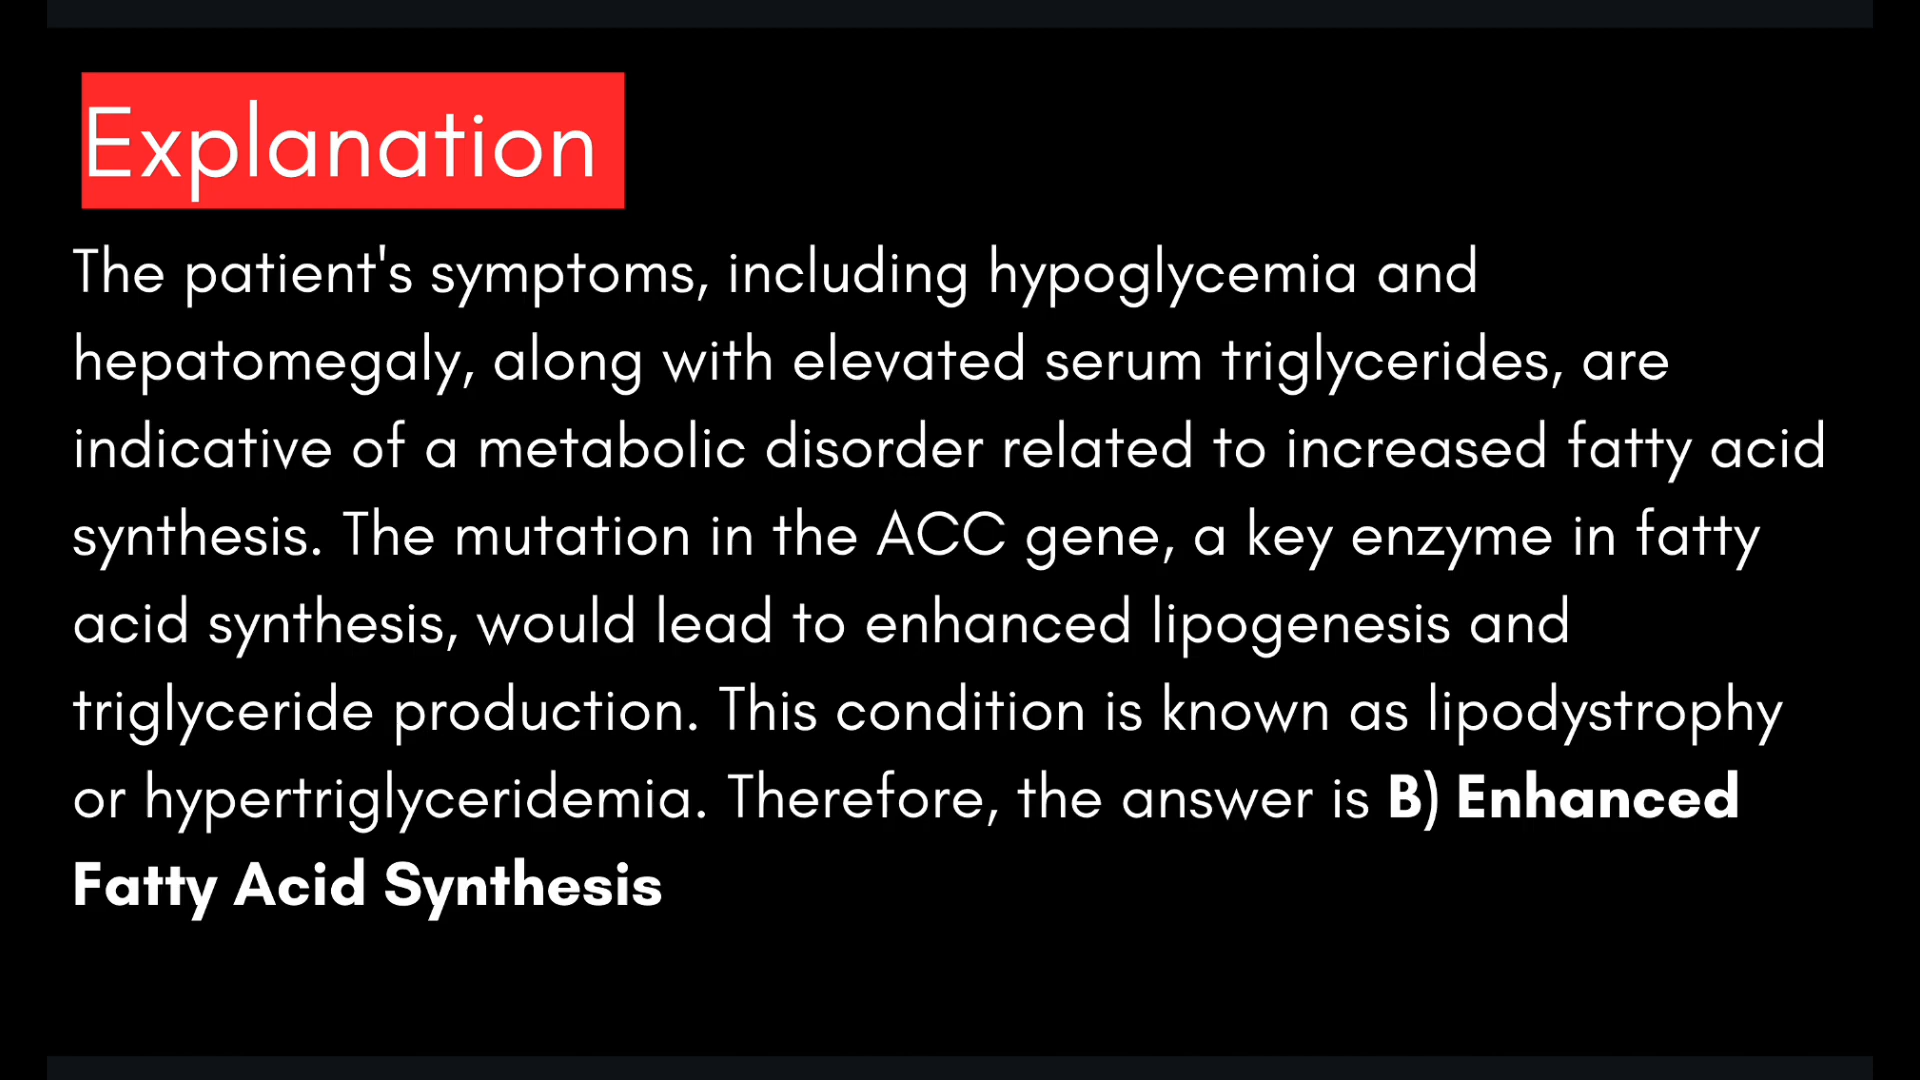 Explanation
The patient's symptoms, including hypoglycemia and
hepatomegaly, along with elevated serum triglycerides, are
indicative of a metabolic disorder related to increased fatty acid
synthesis. The mutation in the ACC gene, a key enzyme in fatty
acid synthesis, would lead to enhanced lipogenesis and
triglyceride production. This condition is known as lipodystrophy
or hypertriglyceridemia. Therefore, the answer is B) Enhanced
Fatty Acid Synthesis